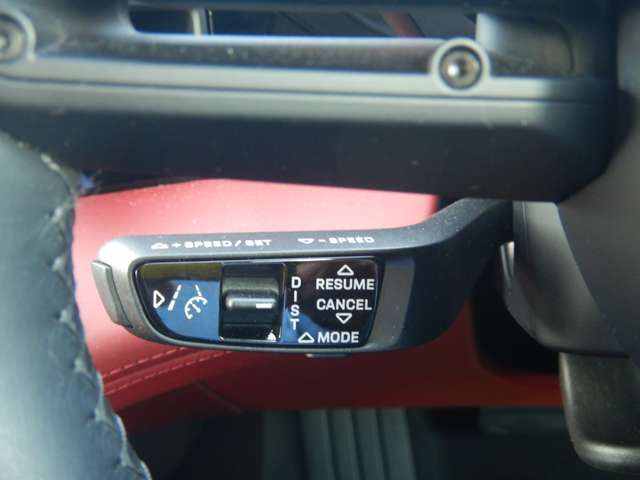 +SPEED/SET -SPEED
DIST
RESUME
CANCEL
MODE